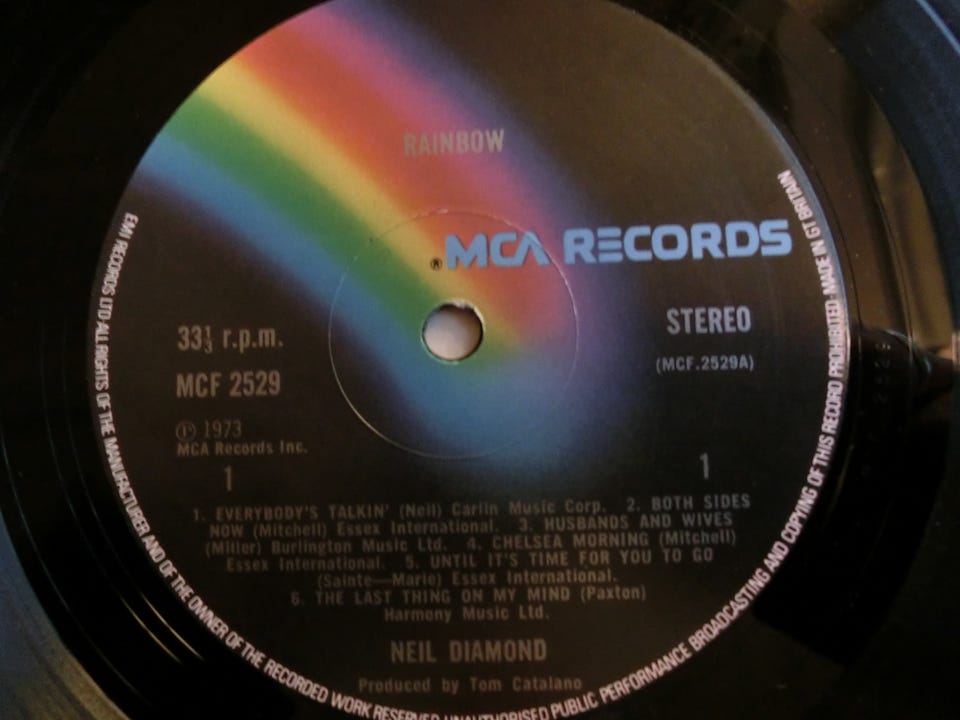 RAINBOW
®MCA RECORDS
33⅓ r.p.m.
STEREO
MCF 2529
(MCF.2529A)
Ⓟ 1973
MCA Records Inc.
1
1
1. EVERYBODY'S TALKIN' (Neil) Carlin Music Corp. 2. BOTH SIDES
NOW (Mitchell) Essex International. 3. HUSBANDS AND WIVES
(Miller) Burlington Music Ltd. 4. CHELSEA MORNING (Mitchell)
Essex International. 5. UNTIL IT'S TIME FOR YOU TO GO
(Sainte—Marie) Essex International.
6. THE LAST THING ON MY MIND (Paxton)
Harmony Music Ltd.
NEIL DIAMOND
Produced by Tom Catalano
EMI RECORDS LTD·ALL RIGHTS OF THE MANUFACTURER AND OF THE OWNER OF THE RECORDED WORK RESERVED UNAUTHORISED PUBLIC PERFORMANCE BROADCASTING AND COPYING OF THIS RECORD PROHIBITED·MADE IN GT BRITAIN